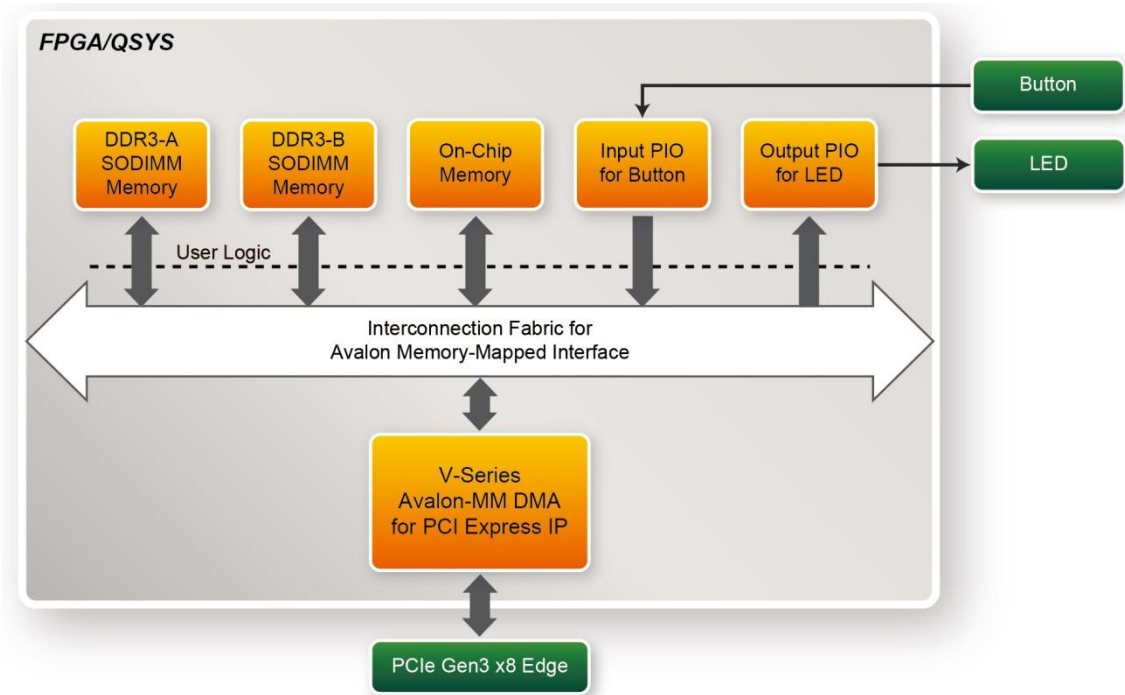 FPGA/QSYS
Button
LED
DDR3-A
SODIMM
Memory
DDR3-B
SODIMM
Memory
On-Chip
Memory
Input PIO
for Button
Output PIO
for LED
User Logic
Interconnection Fabric for
Avalon Memory-Mapped Interface
V-Series
Avalon-MM DMA
for PCI Express IP
PCIe Gen3 x8 Edge